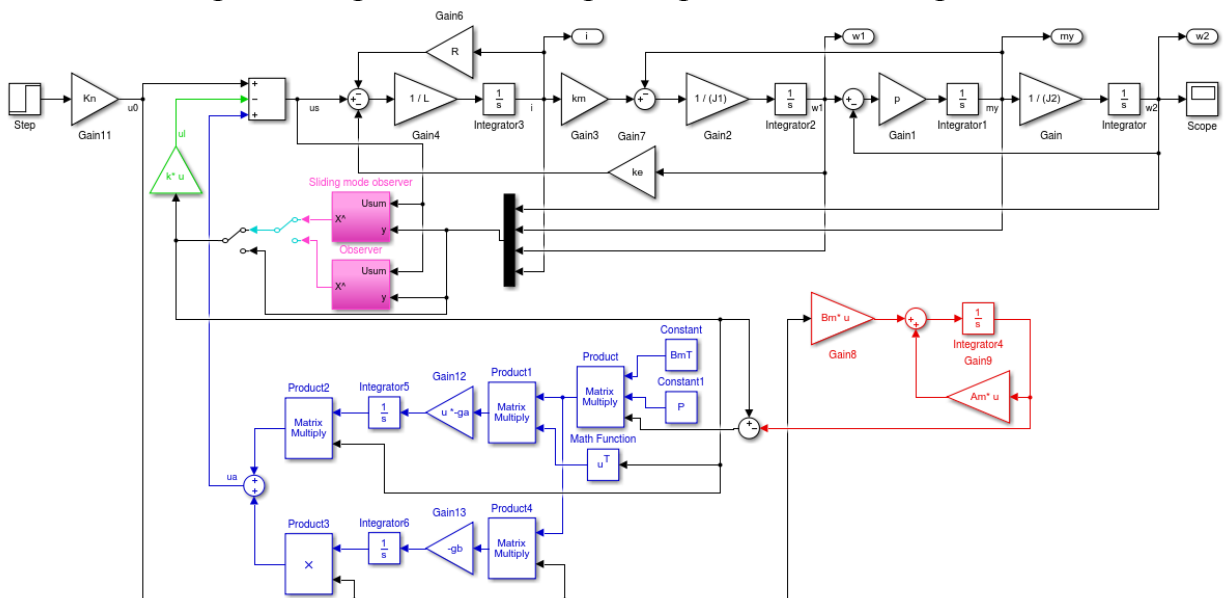 Gain6
R
i
w1
my
w2
Step
Kn
Gain11
u0
+
−
+
us
−
−
+
1 / L
Gain4
1
s
Integrator3
i
km
Gain3
−
+
Gain7
1 / (J1)
Gain2
1
s
Integrator2
w1
+
−
p
Gain1
1
s
Integrator1
my
1 / (J2)
Gain
1
s
Integrator
w2
Scope
ul
k* u
ke
Sliding mode observer
Usum
X^
y
Observer
Usum
X^
y
Bm* u
Gain8
+
+
1
s
Integrator4
Gain9
Am* u
Constant
BmT
Product
Matrix
Multiply
Constant1
P
Product1
Matrix
Multiply
Gain12
u *-ga
Integrator5
1
s
Product2
Matrix
Multiply
Math Function
u
T
+
−
ua
+
+
Product3
×
Integrator6
1
s
Gain13
-gb
Product4
Matrix
Multiply